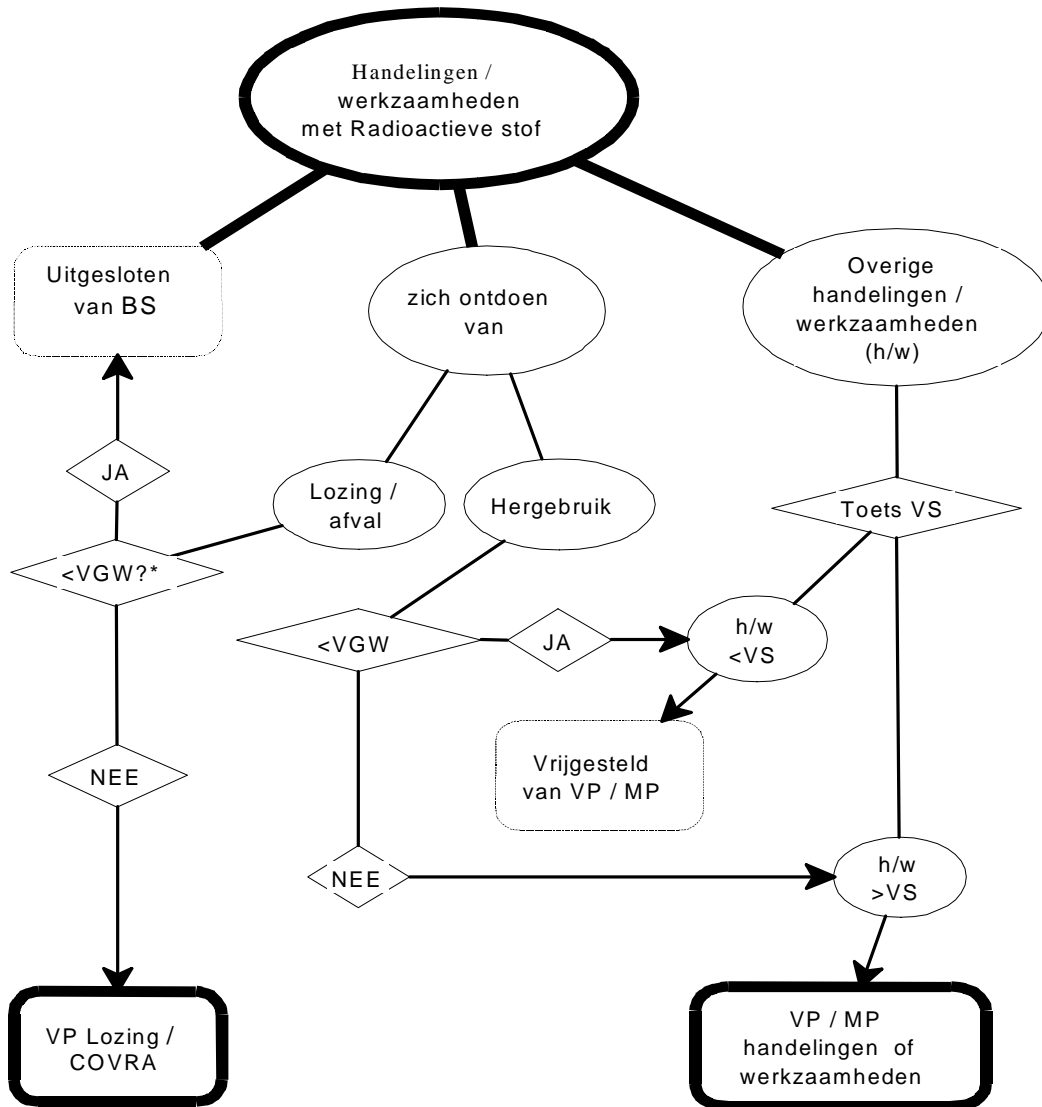 Handelingen /
werkzaamheden
met Radioactieve stof
Uitgesloten
van BS
zich ontdoen
van
Overige
handelingen /
werkzaamheden
(h/w)
JA
Lozing /
afval
Hergebruik
Toets VS
<VGW?*
<VGW
JA
h/w
<VS
Vrijgesteld
van VP / MP
NEE
NEE
h/w
>VS
VP Lozing /
COVRA
VP / MP
handelingen of
werkzaamheden